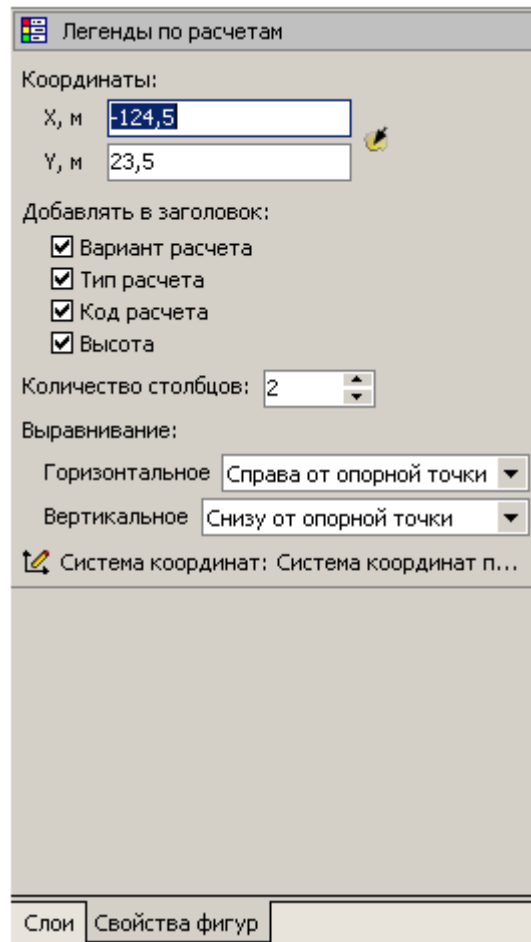 Легенды по расчетам
Координаты:
X, м -124,5
Y, м 23,5
Добавлять в заголовок:
Вариант расчета
Тип расчета
Код расчета
Высота
Количество столбцов: 2
Выравнивание:
Горизонтальное Справа от опорной точки
Вертикальное Снизу от опорной точки
Система координат: Система координат п...
Слои Свойства фигур